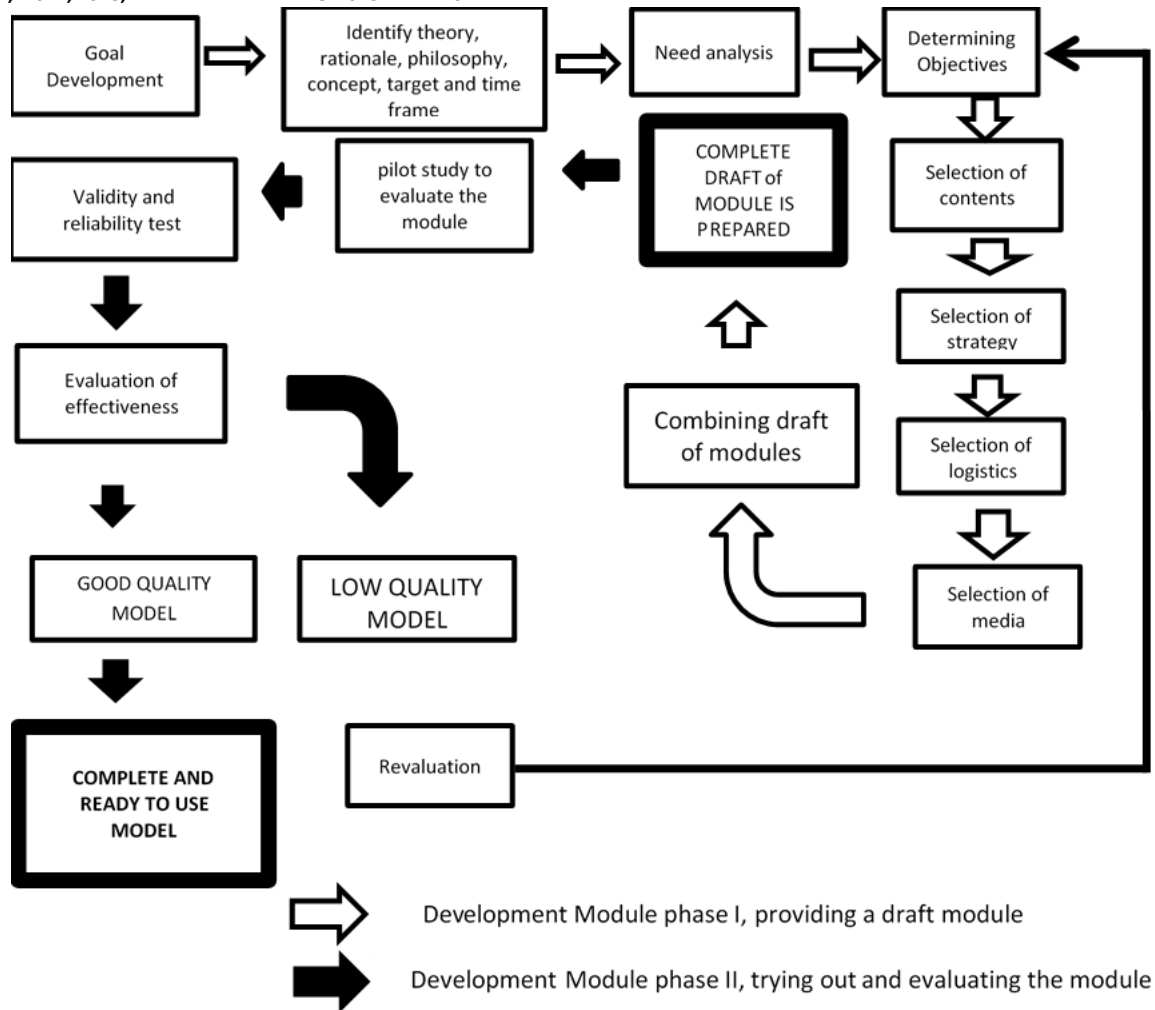 Goal
Development
Identify theory,
rationale, philosophy,
concept, target and time
frame
Need analysis
Determining
Objectives
Validity and
reliability test
pilot study to
evaluate the
module
COMPLETE
DRAFT of
MODULE IS
PREPARED
Selection of
contents
Selection of
strategy
Evaluation of
effectiveness
Combining draft
of modules
Selection of
logistics
GOOD QUALITY
MODEL
LOW QUALITY
MODEL
Selection of
media
COMPLETE AND
READY TO USE
MODEL
Revaluation
Development Module phase I, providing a draft module
Development Module phase II, trying out and evaluating the module